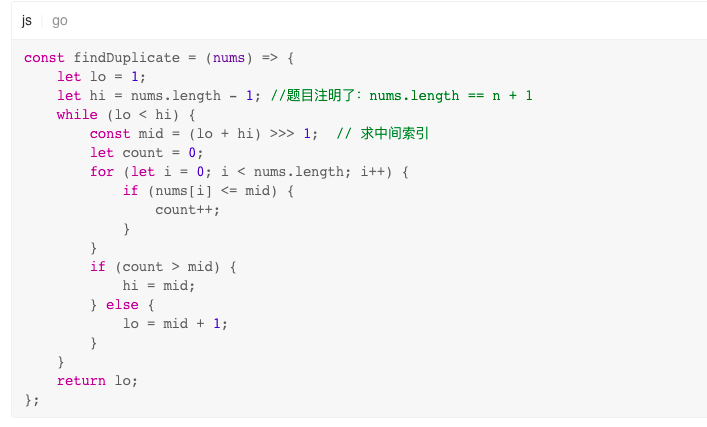 js go
const findDuplicate = (nums) => {
    let lo = 1;
    let hi = nums.length - 1; //题目注明了：nums.length == n + 1
    while (lo < hi) {
        const mid = (lo + hi) >>> 1;  // 求中间索引
        let count = 0;
        for (let i = 0; i < nums.length; i++) {
            if (nums[i] <= mid) {
                count++;
            }
        }
        if (count > mid) {
            hi = mid;
        } else {
            lo = mid + 1;
        }
    }
    return lo;
};